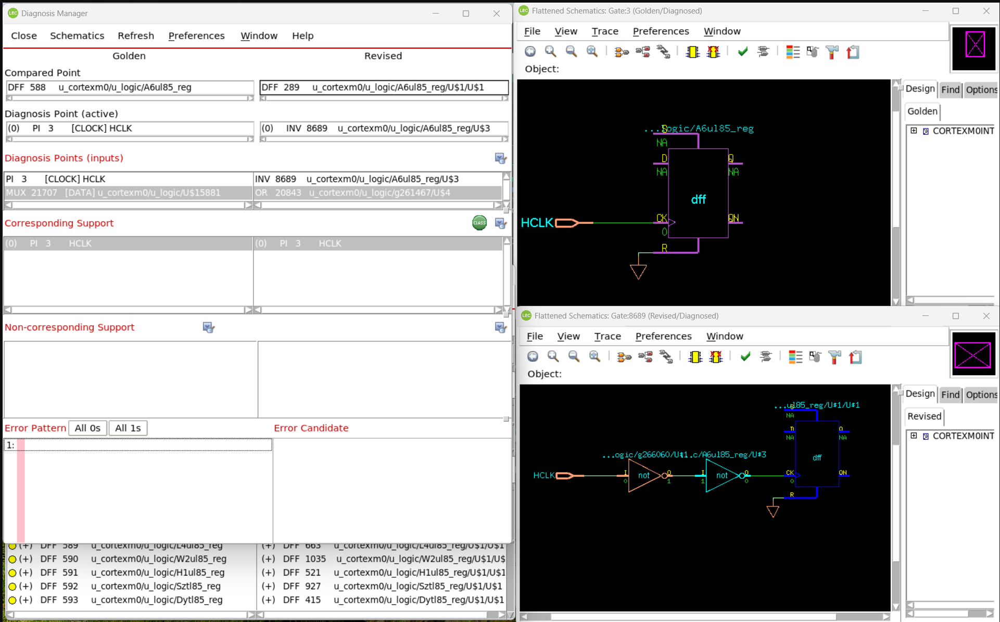 LEC Diagnosis Manager
Close Schematics Refresh Preferences Window Help
Golden Revised
Compared Point
DFF 588 u_cortexm0/u_logic/A6ul85_reg DFF 289 u_cortexm0/u_logic/A6ul85_reg/U$1/U$1
Diagnosis Point (active)
(0) PI 3 [CLOCK] HCLK (0) INV 8689 u_cortexm0/u_logic/A6ul85_reg/U$3
Diagnosis Points (inputs)
PI 3 [CLOCK] HCLK INV 8689 u_cortexm0/u_logic/A6ul85_reg/U$3
MUX 21707 [DATA] u_cortexm0/u_logic/U$15881 OR 20843 u_cortexm0/u_logic/g261467/U$4
Corresponding Support CLASS
(0) PI 3 HCLK (0) PI 3 HCLK
Non-corresponding Support
Error Pattern All 0s All 1s Error Candidate
1:
(+) DFF 589 u_cortexm0/u_logic/L4ul85_reg (+) DFF 663 u_cortexm0/u_logic/L4ul85_reg/U$1/U$1
(+) DFF 590 u_cortexm0/u_logic/W2ul85_reg (+) DFF 1035 u_cortexm0/u_logic/W2ul85_reg/U$1/U$
(+) DFF 591 u_cortexm0/u_logic/H1ul85_reg (+) DFF 521 u_cortexm0/u_logic/H1ul85_reg/U$1/U$1
(+) DFF 592 u_cortexm0/u_logic/Sztl85_reg (+) DFF 927 u_cortexm0/u_logic/Sztl85_reg/U$1/U$1
(+) DFF 593 u_cortexm0/u_logic/Dytl85_reg (+) DFF 415 u_cortexm0/u_logic/Dytl85_reg/U$1/U$1
LEC Flattened Schematics: Gate:3 (Golden/Diagnosed)
File View Trace Preferences Window
Object:
Design Find Options
Golden
CORTEXM0INT
...logic/A6ul85_reg
S
NA
D Q
NA NA
dff
HCLK CK QN
0
R
LEC Flattened Schematics: Gate:8689 (Revised/Diagnosed)
File View Trace Preferences Window
Object:
Design Find Options
Revised
CORTEXM0INT
...ul85_reg/U$1/U$1
S
NA
D Q
NA NA
...ogic/g266060/U$1.c/A6ul85_reg/U$3
dff
HCLK I not O I not O CK QN
0 1 1 0 0
R